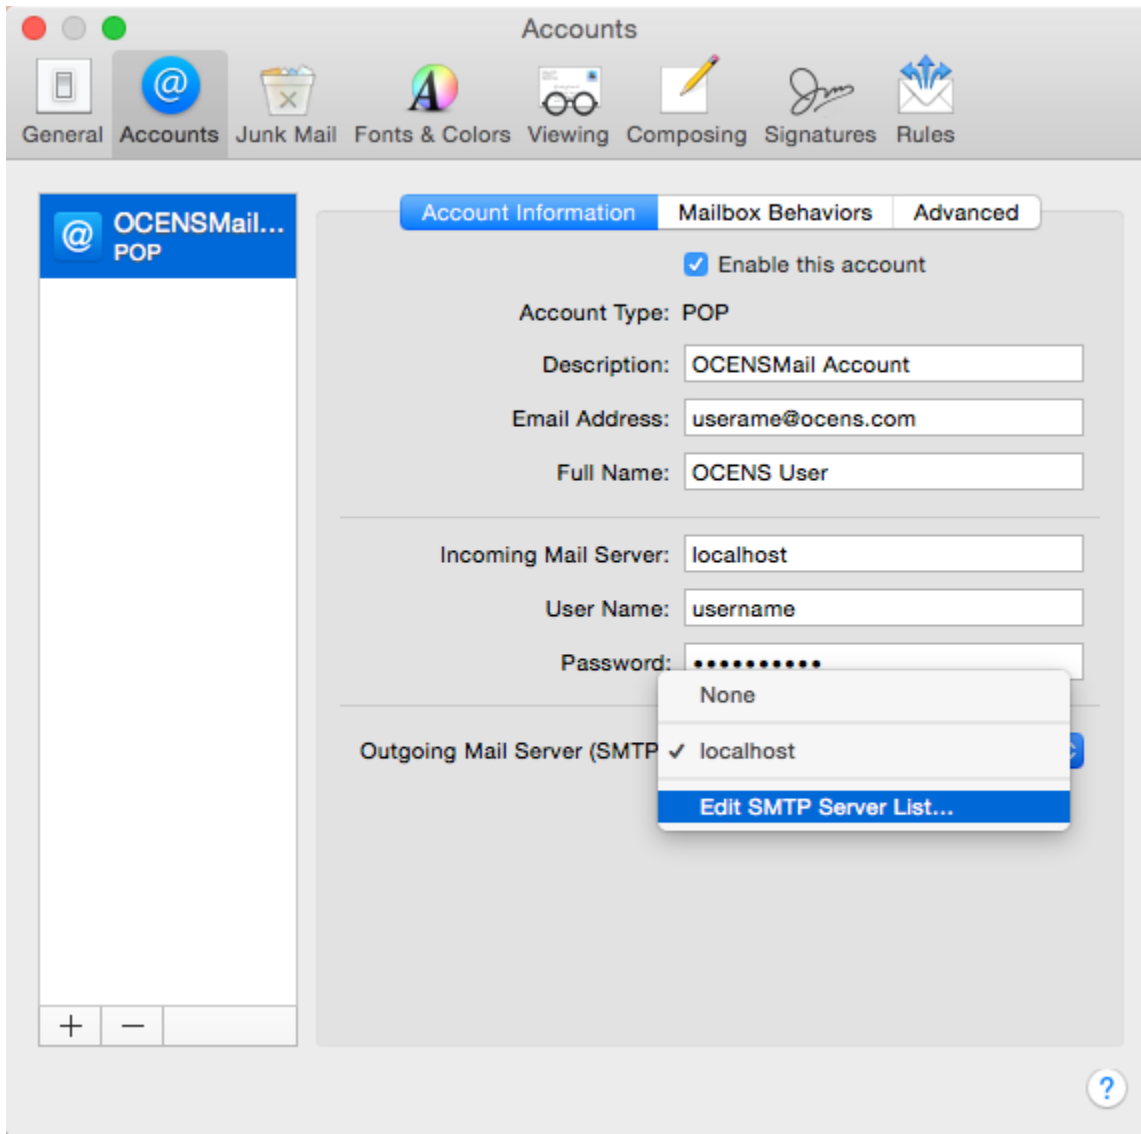 Accounts
General Accounts Junk Mail Fonts & Colors Viewing Composing Signatures Rules
OCENSMail...
POP
Account Information Mailbox Behaviors Advanced
Enable this account
Account Type: POP
Description: OCENSMail Account
Email Address: userame@ocens.com
Full Name: OCENS User
Incoming Mail Server: localhost
User Name: username
Password: ••••••••••
None
Outgoing Mail Server (SMTP ✓ localhost
Edit SMTP Server List...